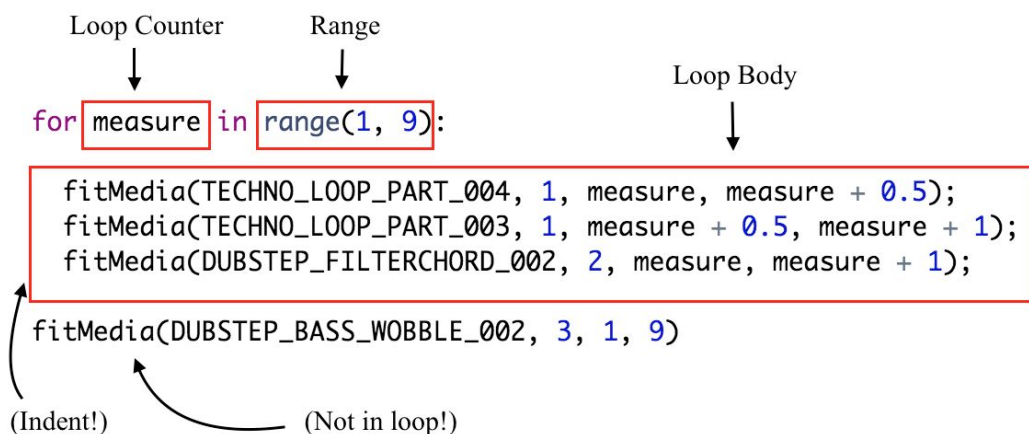 Loop Counter
Range
Loop Body
for measure in range(1, 9):
fitMedia(TECHNO_LOOP_PART_004, 1, measure, measure + 0.5);
fitMedia(TECHNO_LOOP_PART_003, 1, measure + 0.5, measure + 1);
fitMedia(DUBSTEP_FILTERCHORD_002, 2, measure, measure + 1);
fitMedia(DUBSTEP_BASS_WOBBLE_002, 3, 1, 9)
(Indent!)
(Not in loop!)